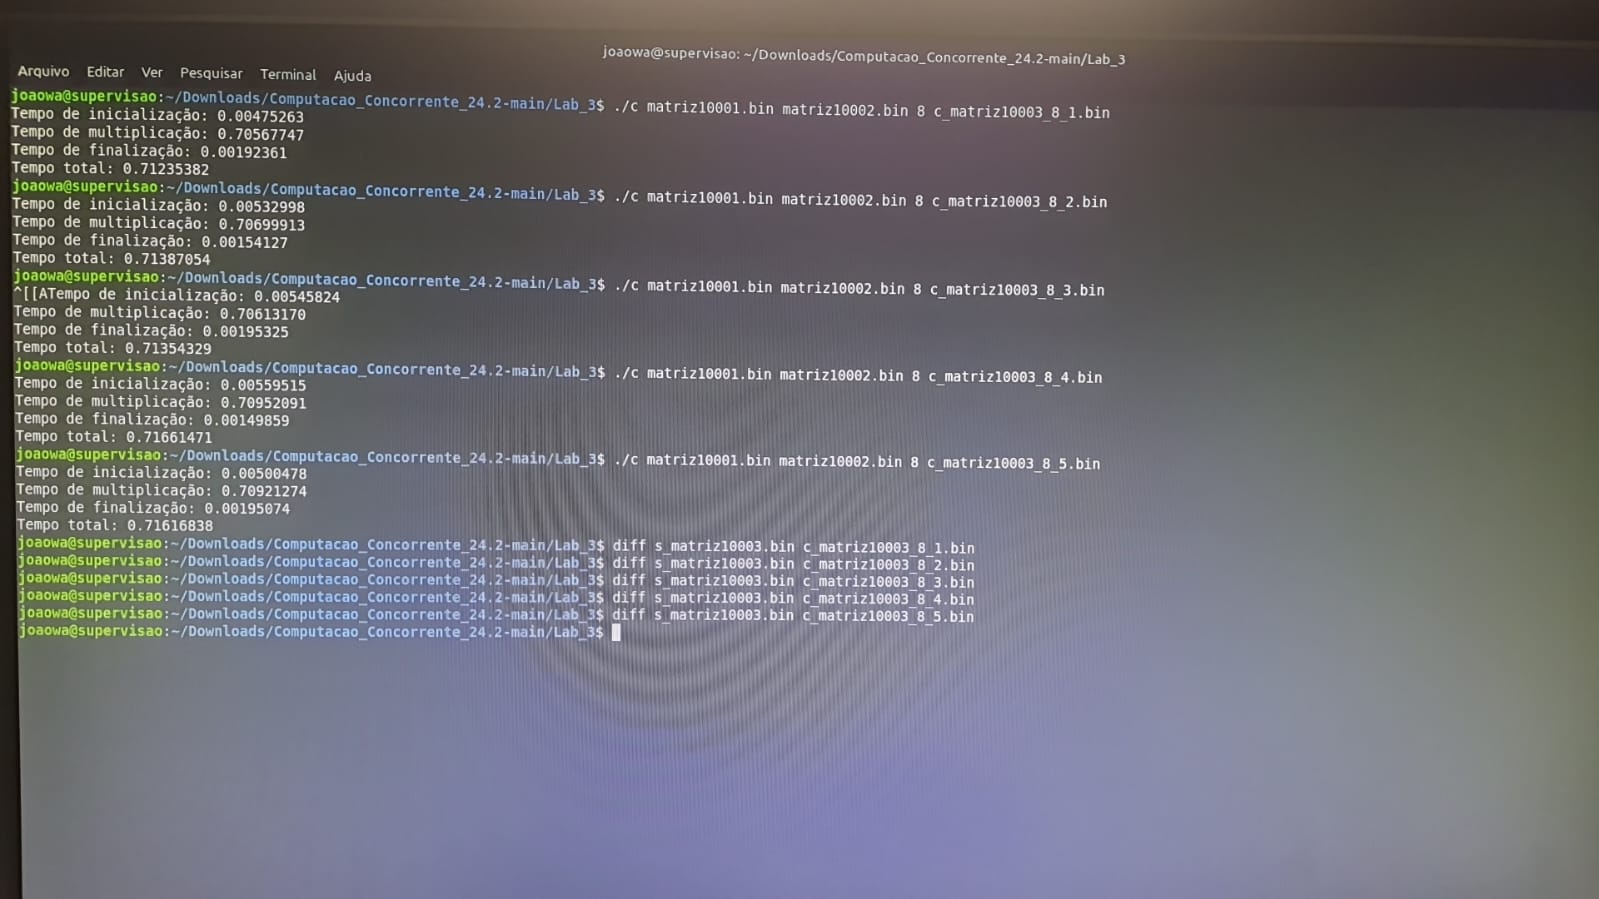 joaowa@supervisao: ~/Downloads/Computacao_Concorrente_24.2-main/Lab_3
Arquivo Editar Ver Pesquisar Terminal Ajuda
joaowa@supervisao:~/Downloads/Computacao_Concorrente_24.2-main/Lab_3$ ./c matriz10001.bin matriz10002.bin 8 c_matriz10003_8_1.bin
Tempo de inicialização: 0.00475263
Tempo de multiplicação: 0.70567747
Tempo de finalização: 0.00192361
Tempo total: 0.71235382
joaowa@supervisao:~/Downloads/Computacao_Concorrente_24.2-main/Lab_3$ ./c matriz10001.bin matriz10002.bin 8 c_matriz10003_8_2.bin
Tempo de inicialização: 0.00532998
Tempo de multiplicação: 0.70699913
Tempo de finalização: 0.00154127
Tempo total: 0.71387054
joaowa@supervisao:~/Downloads/Computacao_Concorrente_24.2-main/Lab_3$ ./c matriz10001.bin matriz10002.bin 8 c_matriz10003_8_3.bin
^[[ATempo de inicialização: 0.00545824
Tempo de multiplicação: 0.70613170
Tempo de finalização: 0.00195325
Tempo total: 0.71354329
joaowa@supervisao:~/Downloads/Computacao_Concorrente_24.2-main/Lab_3$ ./c matriz10001.bin matriz10002.bin 8 c_matriz10003_8_4.bin
Tempo de inicialização: 0.00559515
Tempo de multiplicação: 0.70952091
Tempo de finalização: 0.00149859
Tempo total: 0.71661471
joaowa@supervisao:~/Downloads/Computacao_Concorrente_24.2-main/Lab_3$ ./c matriz10001.bin matriz10002.bin 8 c_matriz10003_8_5.bin
Tempo de inicialização: 0.00500478
Tempo de multiplicação: 0.70921274
Tempo de finalização: 0.00195074
Tempo total: 0.71616838
joaowa@supervisao:~/Downloads/Computacao_Concorrente_24.2-main/Lab_3$ diff s_matriz10003.bin c_matriz10003_8_1.bin
joaowa@supervisao:~/Downloads/Computacao_Concorrente_24.2-main/Lab_3$ diff s_matriz10003.bin c_matriz10003_8_2.bin
joaowa@supervisao:~/Downloads/Computacao_Concorrente_24.2-main/Lab_3$ diff s_matriz10003.bin c_matriz10003_8_3.bin
joaowa@supervisao:~/Downloads/Computacao_Concorrente_24.2-main/Lab_3$ diff s_matriz10003.bin c_matriz10003_8_4.bin
joaowa@supervisao:~/Downloads/Computacao_Concorrente_24.2-main/Lab_3$ diff s_matriz10003.bin c_matriz10003_8_5.bin
joaowa@supervisao:~/Downloads/Computacao_Concorrente_24.2-main/Lab_3$